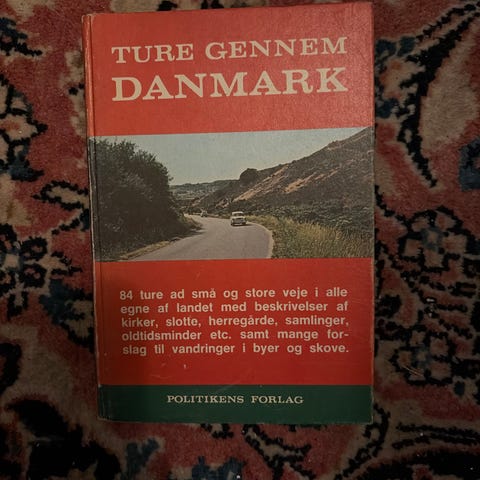 TURE GENNEM
DANMARK
84 ture ad små og store veje i alle
egne af landet med beskrivelser af
kirker, slotte, herregårde, samlinger,
oldtidsminder etc. samt mange for-
slag til vandringer i byer og skove.
POLITIKENS FORLAG